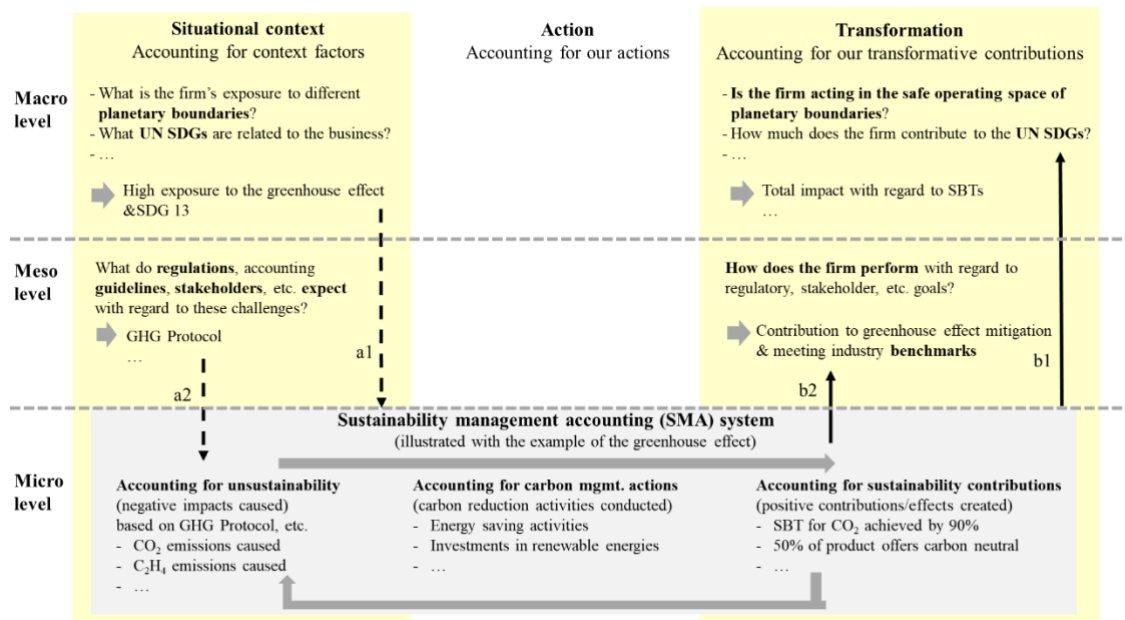 Situational context
Accounting for context factors
Action
Accounting for our actions
Transformation
Accounting for our transformative contributions
Macro
level
- What is the firm's exposure to different
planetary boundaries?
- What UN SDGs are related to the business?
- …
High exposure to the greenhouse effect
&SDG 13
- Is the firm acting in the safe operating space of
planetary boundaries?
- How much does the firm contribute to the UN SDGs?
- …
Total impact with regard to SBTs
…
Meso
level
What do regulations, accounting
guidelines, stakeholders, etc. expect
with regard to these challenges?
GHG Protocol
…
a1
a2
How does the firm perform with regard to
regulatory, stakeholder, etc. goals?
Contribution to greenhouse effect mitigation
& meeting industry benchmarks
b1
b2
Sustainability management accounting (SMA) system
(illustrated with the example of the greenhouse effect)
Micro
level
Accounting for unsustainability
(negative impacts caused)
based on GHG Protocol, etc.
- CO₂ emissions caused
- C₂H₄ emissions caused
- …
Accounting for carbon mgmt. actions
(carbon reduction activities conducted)
- Energy saving activities
- Investments in renewable energies
- …
Accounting for sustainability contributions
(positive contributions/effects created)
- SBT for CO₂ achieved by 90%
- 50% of product offers carbon neutral
- …